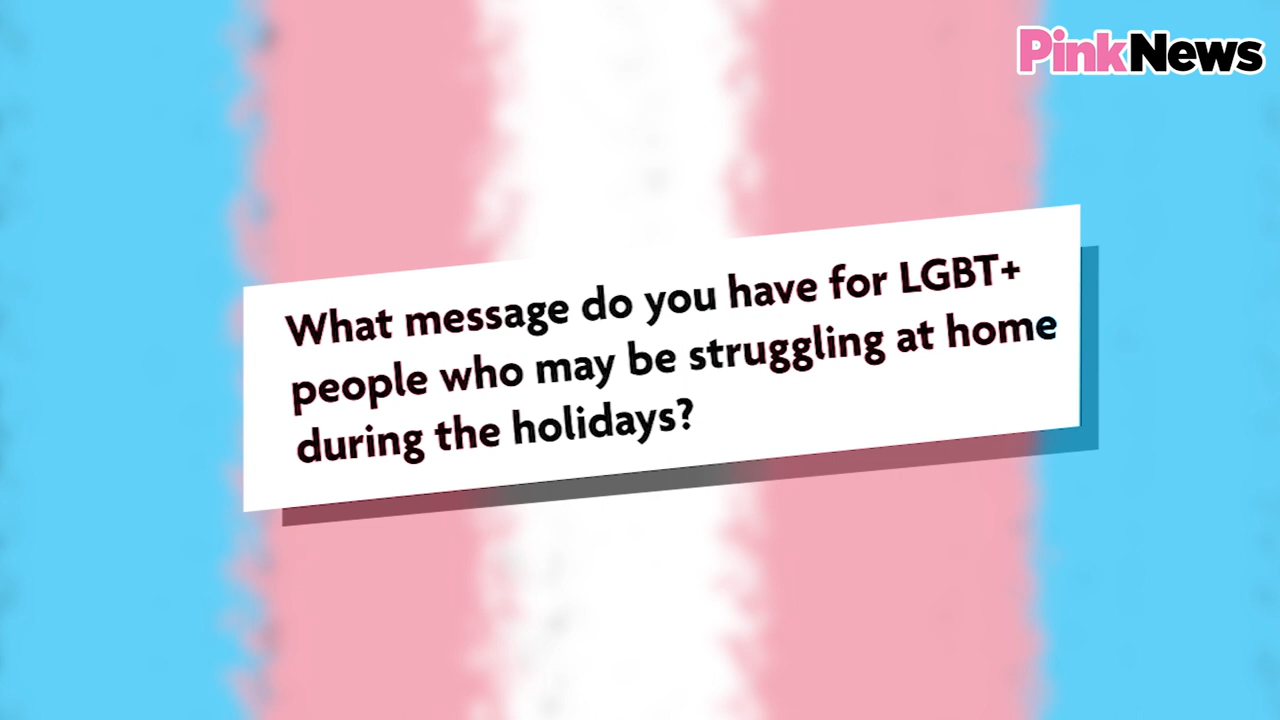 PinkNews
What message do you have for LGBT+
people who may be struggling at home
during the holidays?